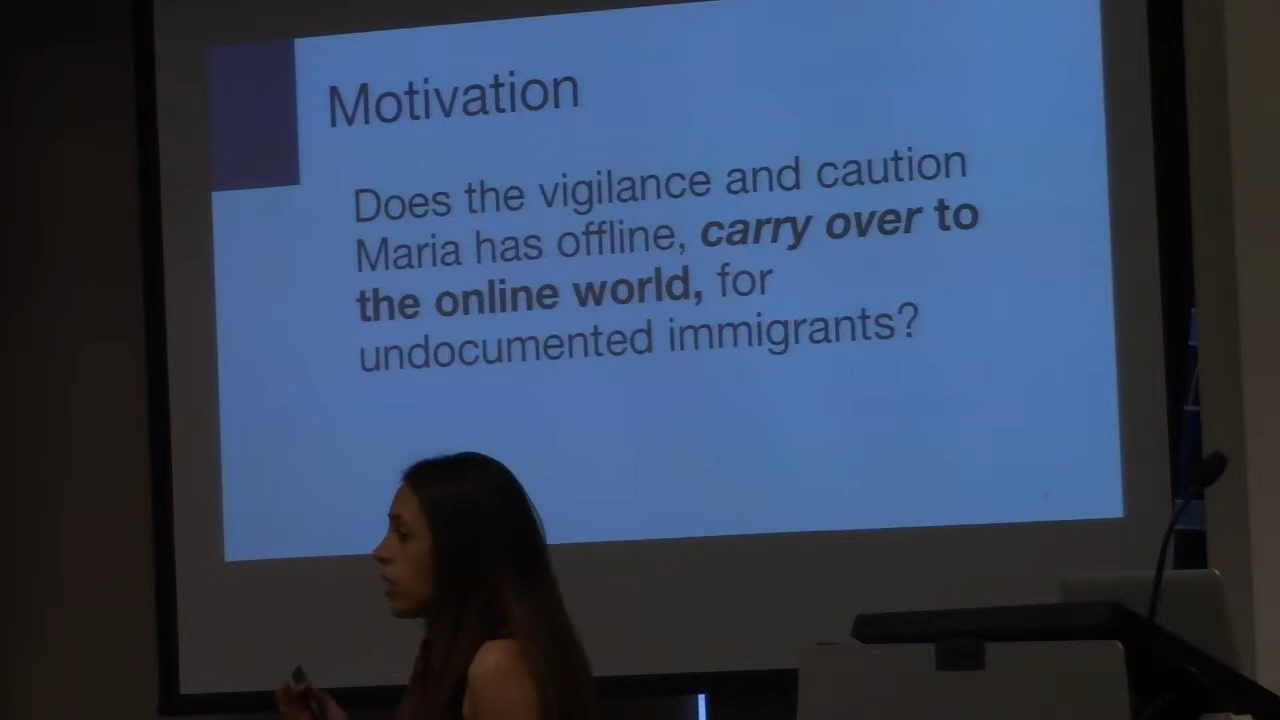 Motivation
Does the vigilance and caution
Maria has offline, carry over to
the online world, for
undocumented immigrants?